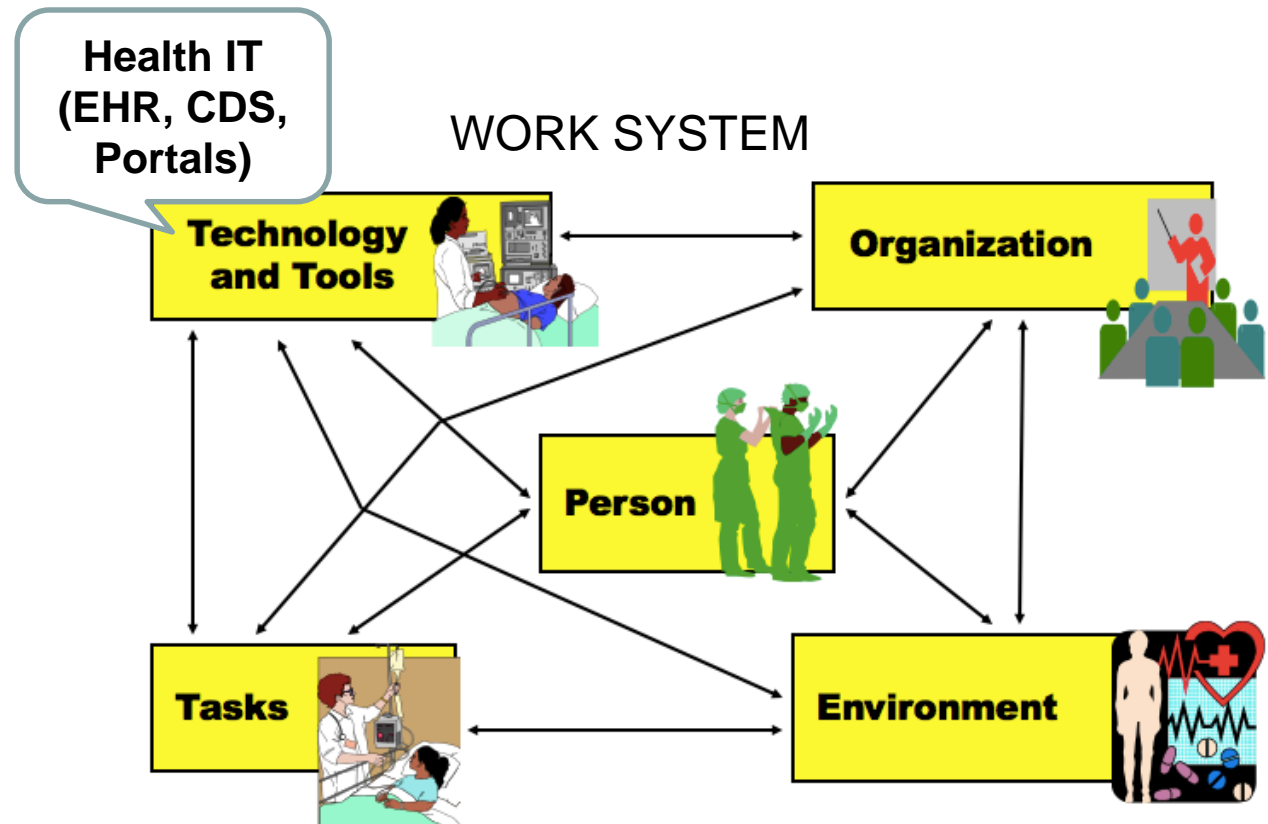 Health IT
(EHR, CDS,
Portals)
WORK SYSTEM
Technology
and Tools
Organization
Person
Tasks
Environment